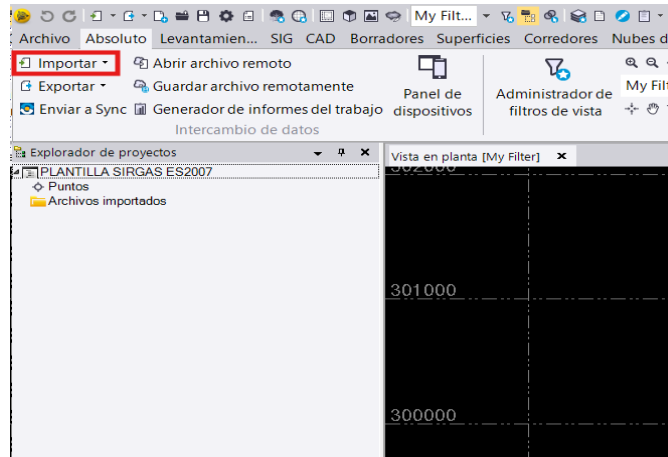 My Filt...
Archivo Absoluto Levantamien... SIG CAD Borradores Superficies Corredores Nubes d
Importar Abrir archivo remoto
Exportar Guardar archivo remotamente Panel de dispositivos Administrador de filtros de vista My Filt
Enviar a Sync Generador de informes del trabajo
Intercambio de datos
Explorador de proyectos Vista en planta [My Filter]
PLANTILLA SIRGAS ES2007
Puntos
Archivos importados
302000
301000
300000